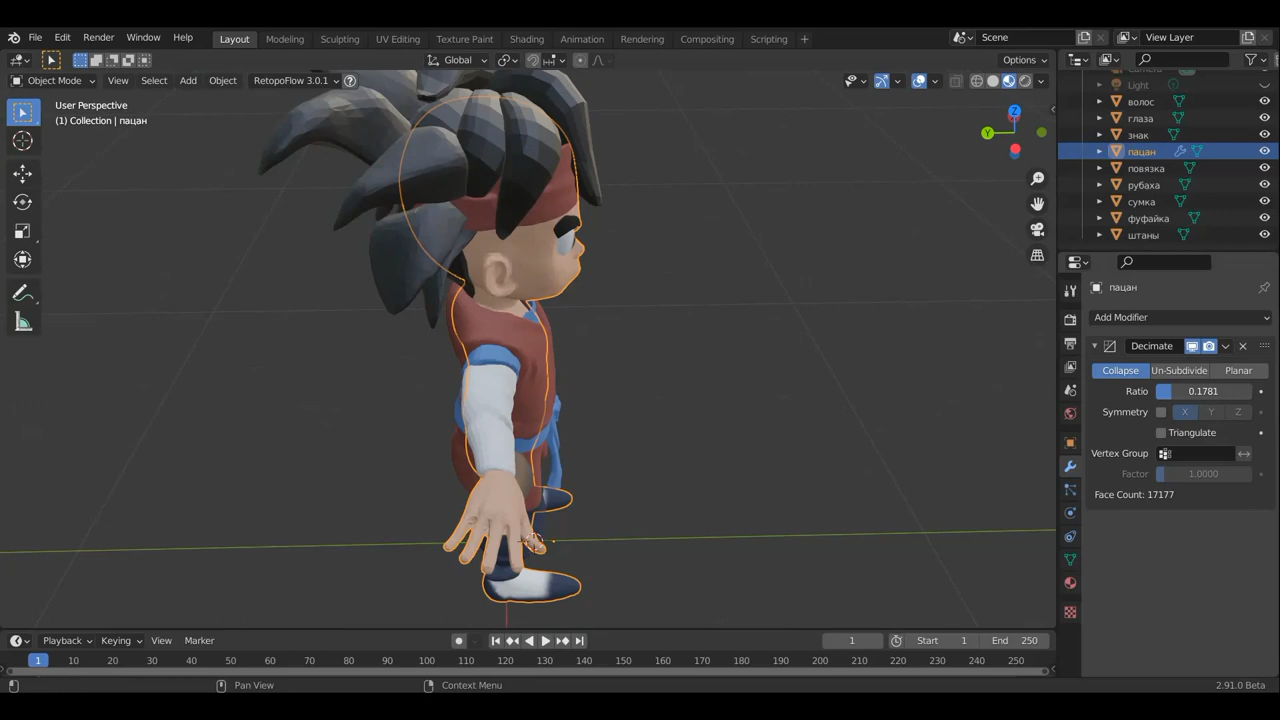 File Edit Render Window Help Layout Modeling Sculpting UV Editing Texture Paint Shading Animation Rendering Compositing Scripting Scene View Layer
Global Options
Object Mode View Select Add Object RetopoFlow 3.0.1
User Perspective
(1) Collection | пацан
Z
Y
Light
волос
глаза
знак
пацан
повязка
рубаха
сумка
фуфайка
штаны
пацан
Add Modifier
Decimate
Collapse Un-Subdivide Planar
Ratio 0.1781
Symmetry X Y Z
Triangulate
Vertex Group
Factor 1.0000
Face Count: 17177
Playback Keying View Marker 1 Start 1 End 250
1 10 20 30 40 50 60 70 80 90 100 110 120 130 140 150 160 170 180 190 200 210 220 230 240 250
Pan View Context Menu 2.91.0 Beta